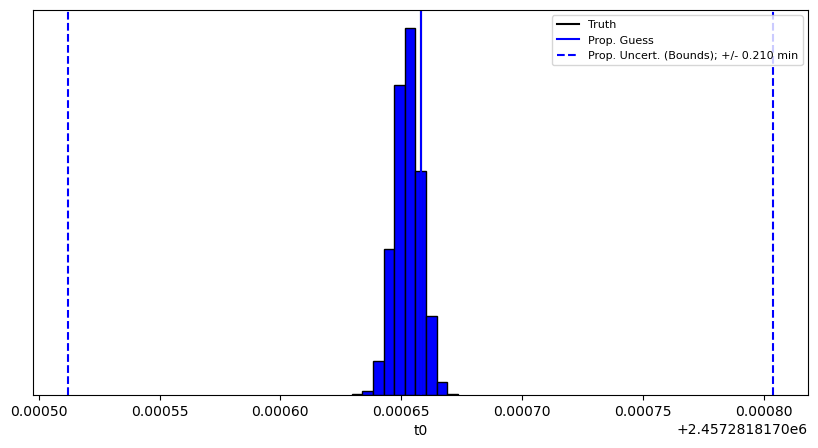 Truth
Prop. Guess
Prop. Uncert. (Bounds); +/- 0.210 min
0.00050 0.00055 0.00060 0.00065 0.00070 0.00075 0.00080
t0
+2.4572818170e6